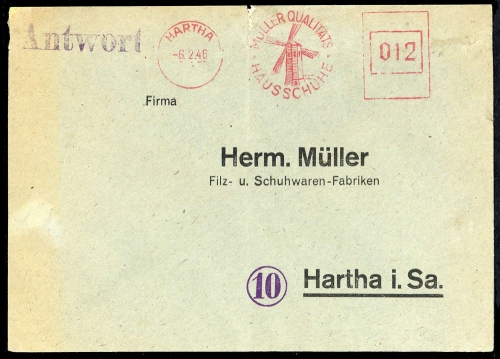 Antwort
HARTHA
-6.2.46
MÜLLER QUALITÄTS
HAUSSCHUHE
012
Firma
Herm. Müller
Filz- u. Schuhwaren-Fabriken
10
Hartha i. Sa.